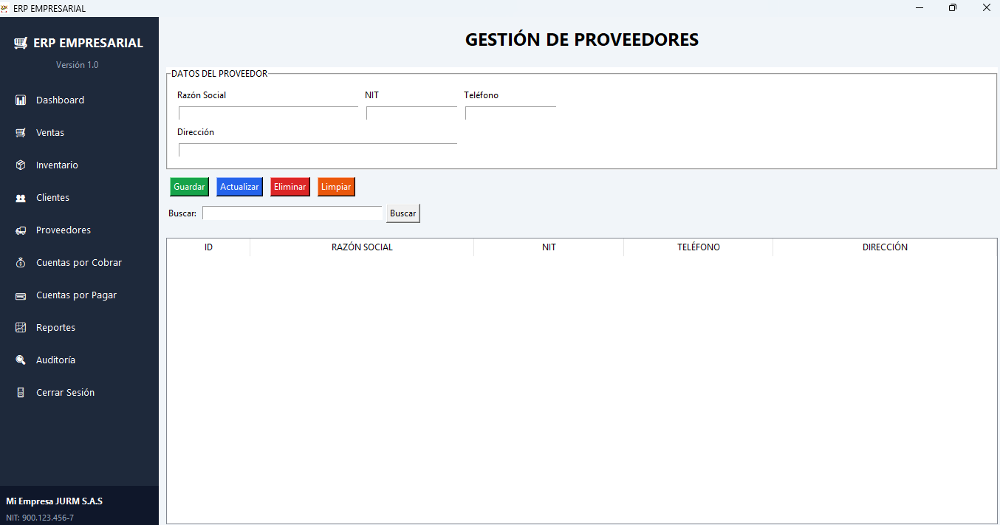 ERP EMPRESARIAL
ERP EMPRESARIAL
Versión 1.0
Dashboard
Ventas
Inventario
Clientes
Proveedores
Cuentas por Cobrar
Cuentas por Pagar
Reportes
Auditoría
Cerrar Sesión
Mi Empresa JURM S.A.S
NIT: 900.123.456-7
GESTIÓN DE PROVEEDORES
DATOS DEL PROVEEDOR
Razón Social NIT Teléfono
Dirección
Guardar Actualizar Eliminar Limpiar
Buscar: Buscar
ID RAZÓN SOCIAL NIT TELÉFONO DIRECCIÓN